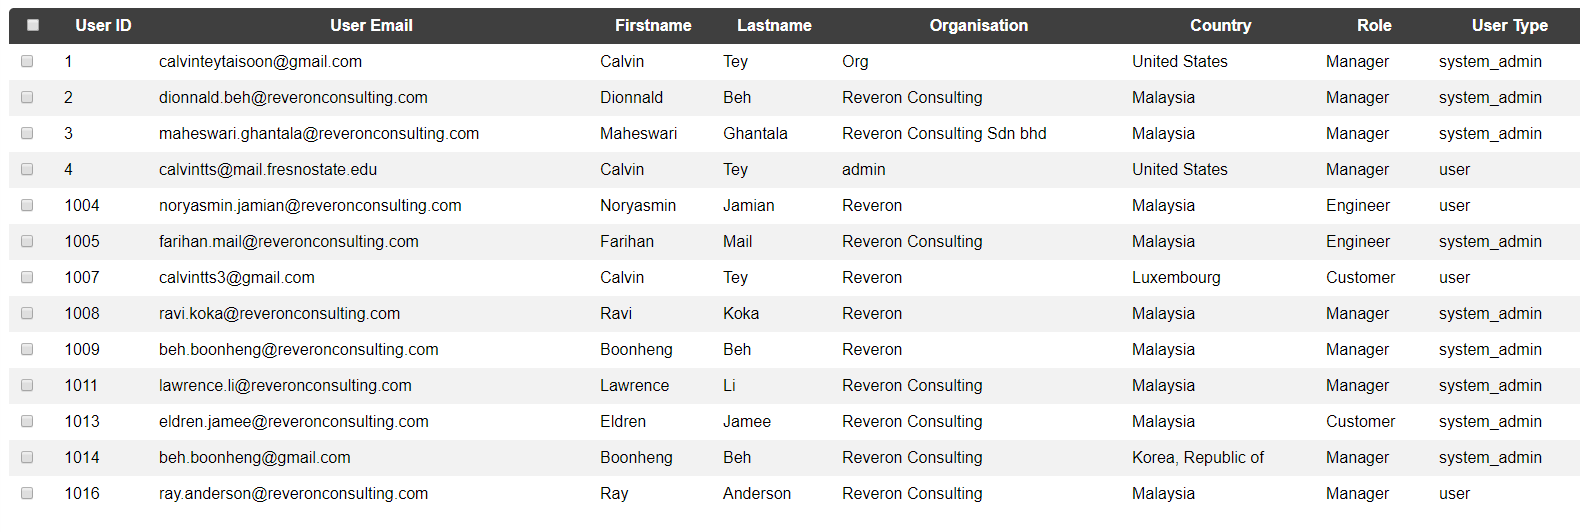 User ID User Email Firstname Lastname Organisation Country Role User Type
1 calvinteytaisoon@gmail.com Calvin Tey Org United States Manager system_admin
2 dionnald.beh@reveronconsulting.com Dionnald Beh Reveron Consulting Malaysia Manager system_admin
3 maheswari.ghantala@reveronconsulting.com Maheswari Ghantala Reveron Consulting Sdn bhd Malaysia Manager system_admin
4 calvintts@mail.fresnostate.edu Calvin Tey admin United States Manager user
1004 noryasmin.jamian@reveronconsulting.com Noryasmin Jamian Reveron Malaysia Engineer user
1005 farihan.mail@reveronconsulting.com Farihan Mail Reveron Consulting Malaysia Engineer system_admin
1007 calvintts3@gmail.com Calvin Tey Reveron Luxembourg Customer user
1008 ravi.koka@reveronconsulting.com Ravi Koka Reveron Malaysia Manager system_admin
1009 beh.boonheng@reveronconsulting.com Boonheng Beh Reveron Malaysia Manager system_admin
1011 lawrence.li@reveronconsulting.com Lawrence Li Reveron Consulting Malaysia Manager system_admin
1013 eldren.jamee@reveronconsulting.com Eldren Jamee Reveron Consulting Malaysia Customer system_admin
1014 beh.boonheng@gmail.com Boonheng Beh Reveron Consulting Korea, Republic of Manager system_admin
1016 ray.anderson@reveronconsulting.com Ray Anderson Reveron Consulting Malaysia Manager user